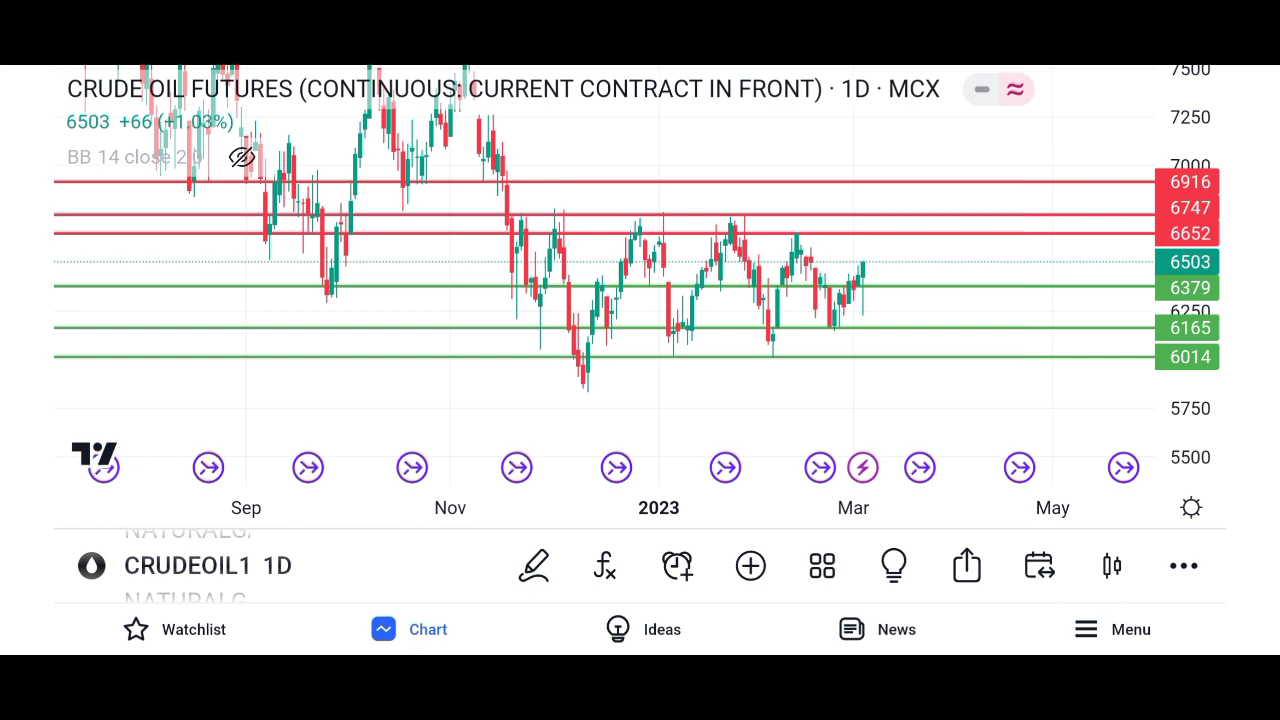 7500
CRUDE OIL FUTURES (CONTINUOUS: CURRENT CONTRACT IN FRONT) · 1D · MCX
6503 +66 (+1.03%)
7250
BB 14 close 2 0
7000
6916
6747
6652
6503
6379
6250
6165
6014
5750
5500
Sep Nov 2023 Mar May
CRUDEOIL1 1D
Watchlist Chart Ideas News Menu